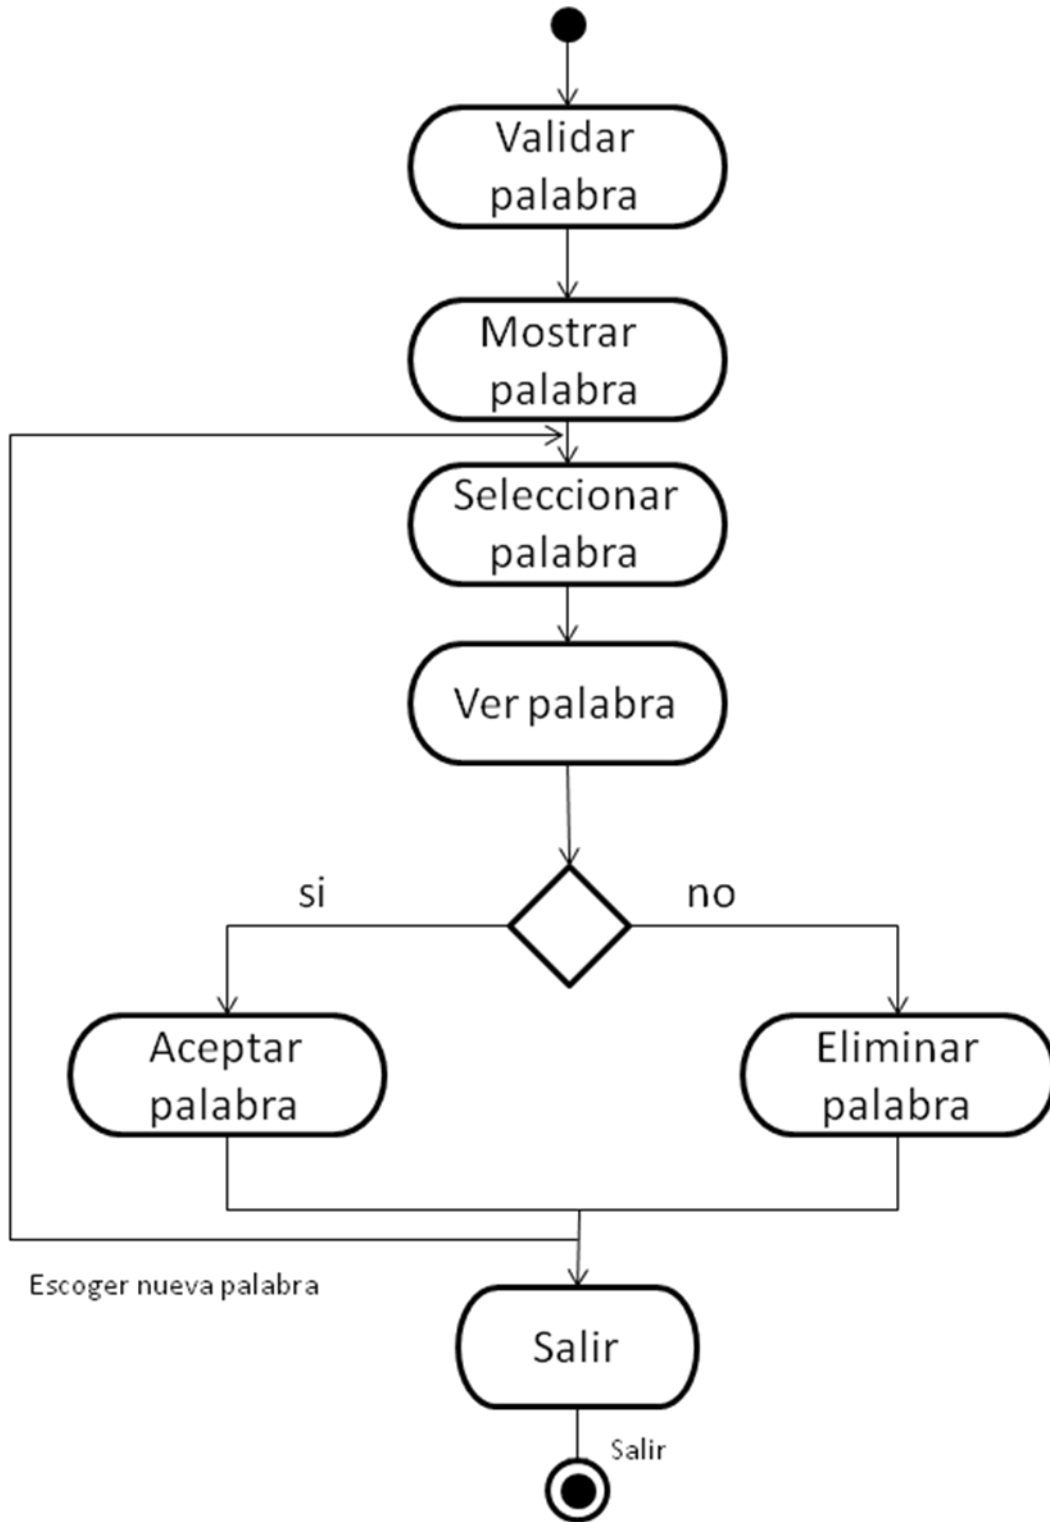 Validar
palabra
Mostrar
palabra
Seleccionar
palabra
Ver palabra
si
no
Aceptar
palabra
Eliminar
palabra
Escoger nueva palabra
Salir
Salir